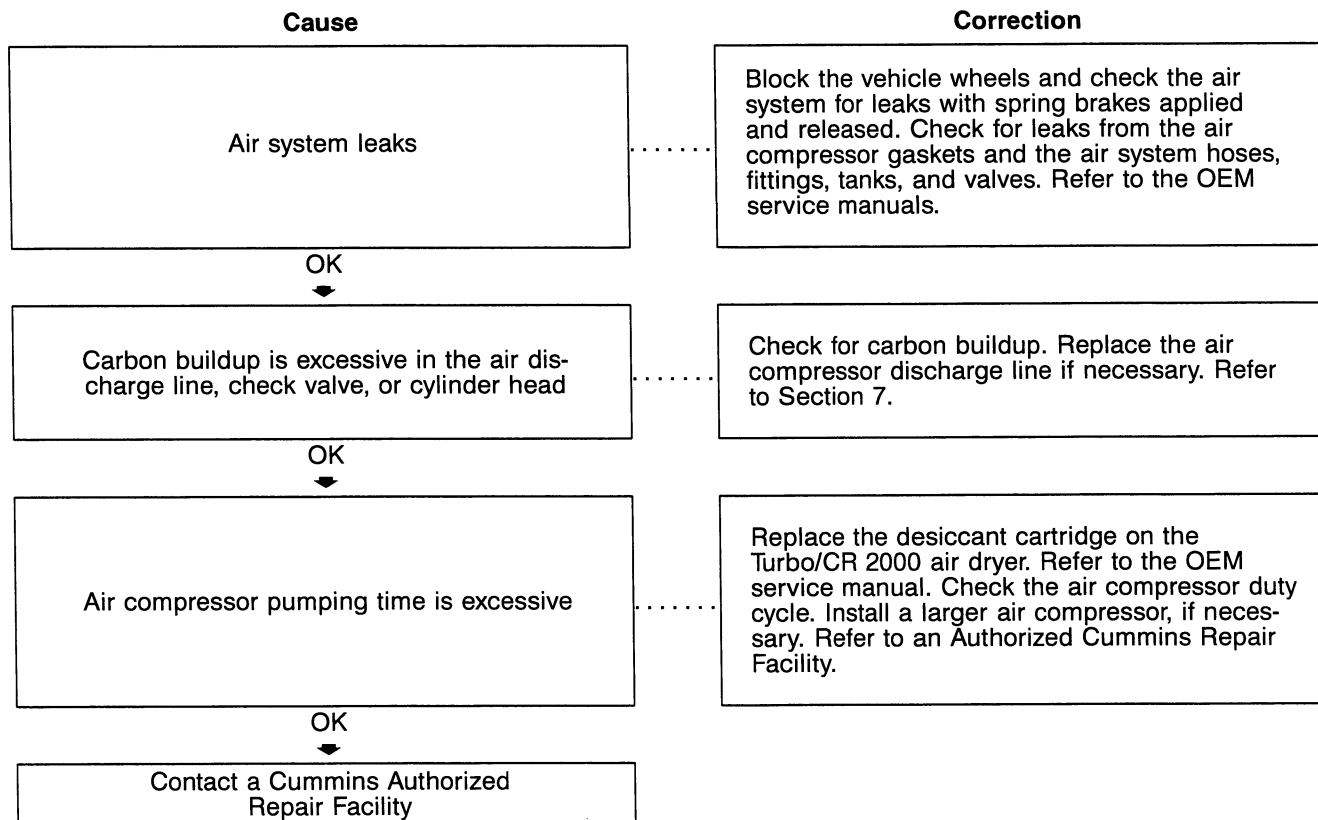 Cause
Correction
Air system leaks
Block the vehicle wheels and check the air
system for leaks with spring brakes applied
and released. Check for leaks from the air
compressor gaskets and the air system hoses,
fittings, tanks, and valves. Refer to the OEM
service manuals.
OK
Carbon buildup is excessive in the air dis-
charge line, check valve, or cylinder head
Check for carbon buildup. Replace the air
compressor discharge line if necessary. Refer
to Section 7.
OK
Air compressor pumping time is excessive
Replace the desiccant cartridge on the
Turbo/CR 2000 air dryer. Refer to the OEM
service manual. Check the air compressor duty
cycle. Install a larger air compressor, if neces-
sary. Refer to an Authorized Cummins Repair
Facility.
OK
Contact a Cummins Authorized
Repair Facility